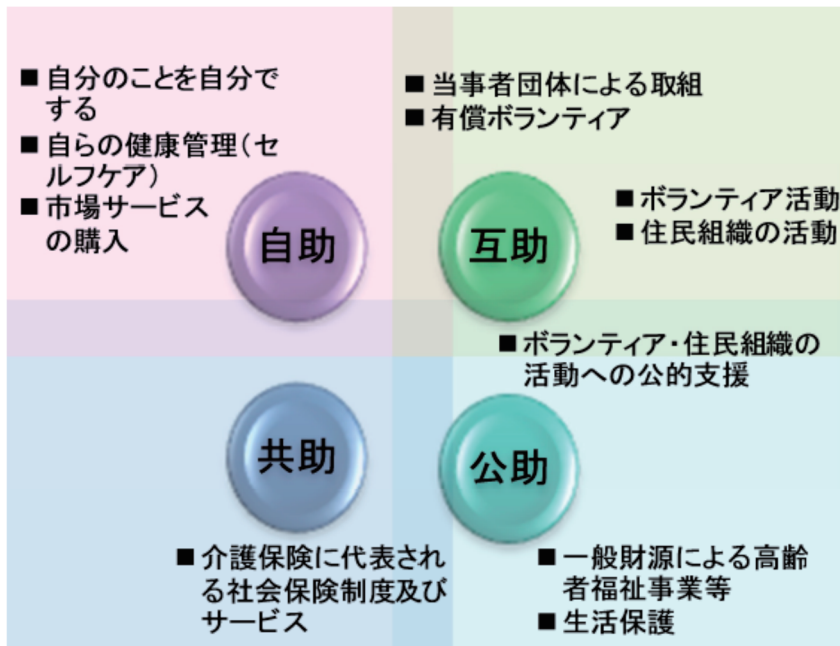 ■ 自分のことを自分で
する
■ 自らの健康管理(セ
ルフケア)
■ 市場サービス
の購入
自助
■ 当事者団体による取組
■ 有償ボランティア
■ ボランティア活動
■ 住民組織の活動
互助
■ ボランティア・住民組織の
活動への公的支援
共助
■ 介護保険に代表され
る社会保険制度及び
サービス
公助
■ 一般財源による高齢
者福祉事業等
■ 生活保護